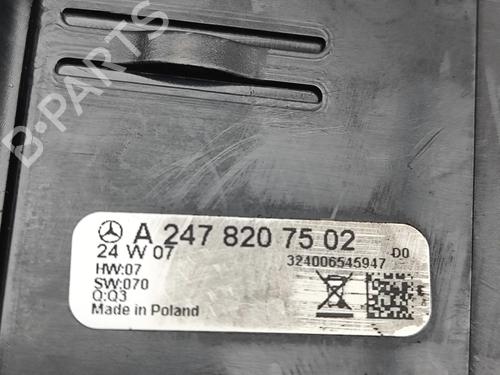 B-PARTS
A 247 820 75 02
24 W 07
D0
324006545947
HW:07
SW:070
Q:Q3
Made in Poland